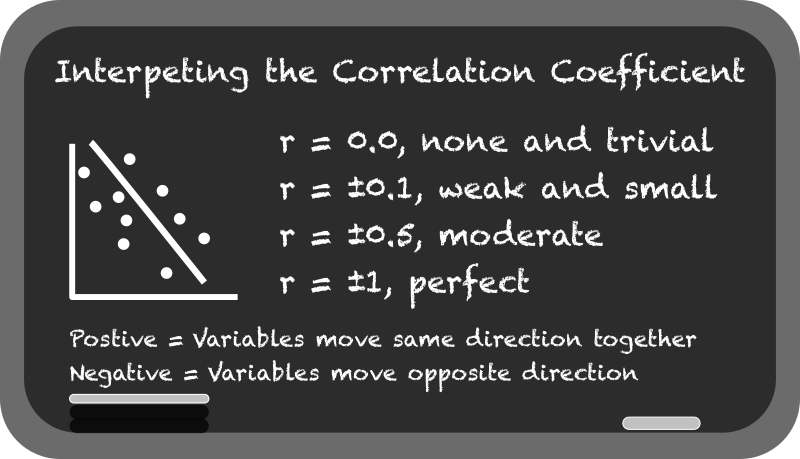 Interpeting the Correlation Coefficient
r = 0.0, none and trivial
r = ±0.1, weak and small
r = ±0.5, moderate
r = ±1, perfect
Postive = Variables move same direction together
Negative = Variables move opposite direction